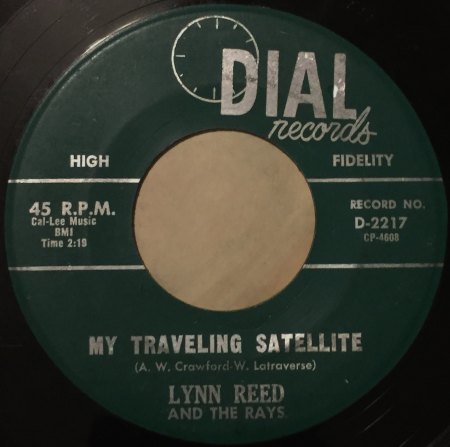 DIAL
records
HIGH FIDELITY
45 R.P.M.
Cal-Lee Music
BMI
Time 2:19
RECORD NO.
D-2217
CP-4608
MY TRAVELING SATELLITE
(A. W. Crawford-W. Latraverse)
LYNN REED
AND THE RAYS